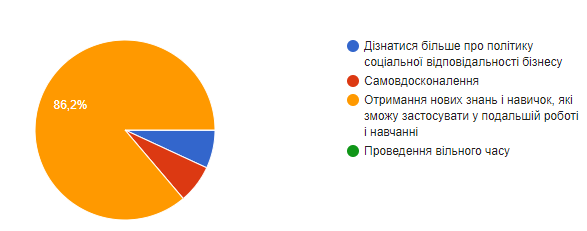 86,2%
Дізнатися більше про політику
соціальної відповідальності бізнесу
Самовдосконалення
Отримання нових знань і навичок, які
зможу застосувати у подальшій роботі
і навчанні
Проведення вільного часу